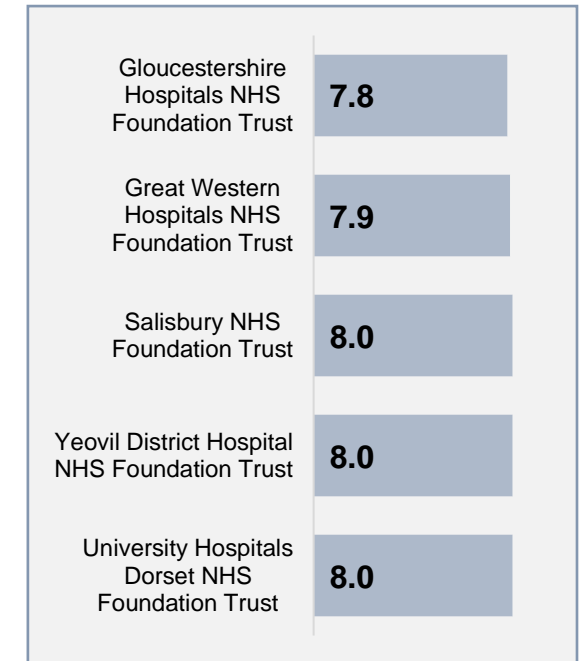 Gloucestershire
Hospitals NHS
Foundation Trust
7.8
Great Western
Hospitals NHS
Foundation Trust
7.9
Salisbury NHS
Foundation Trust
8.0
Yeovil District Hospital
NHS Foundation Trust
8.0
University Hospitals
Dorset NHS
Foundation Trust
8.0